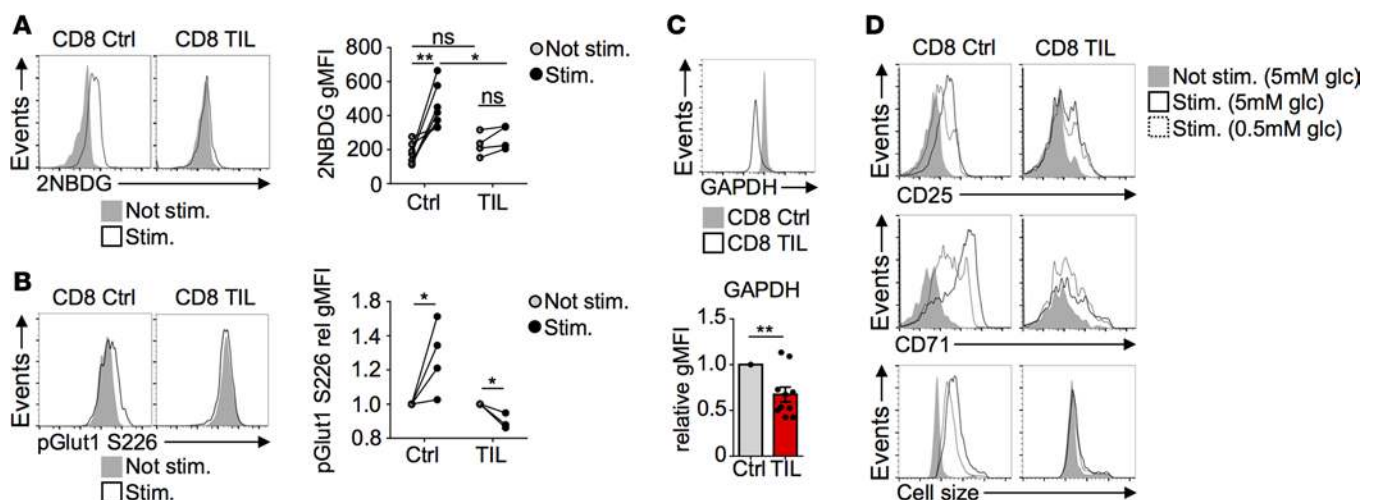 A
CD8 Ctrl
CD8 TIL
Events
2NBDG
Not stim.
Stim.
2NBDG gMFI
800
600
400
200
0
ns
**
*
ns
Ctrl
TIL
Not stim.
Stim.
B
CD8 Ctrl
CD8 TIL
Events
pGlut1 S226
Not stim.
Stim.
pGlut1 S226 rel gMFI
1.8
1.6
1.2
1.0
0.8
*
*
Ctrl
TIL
Not stim.
Stim.
C
Events
GAPDH
CD8 Ctrl
CD8 TIL
GAPDH
relative gMFI
1.5
1.0
0.5
0
**
Ctrl
TIL
D
CD8 Ctrl
CD8 TIL
Not stim. (5mM glc)
Stim. (5mM glc)
Stim. (0.5mM glc)
Events
CD25
Events
CD71
Events
Cell size